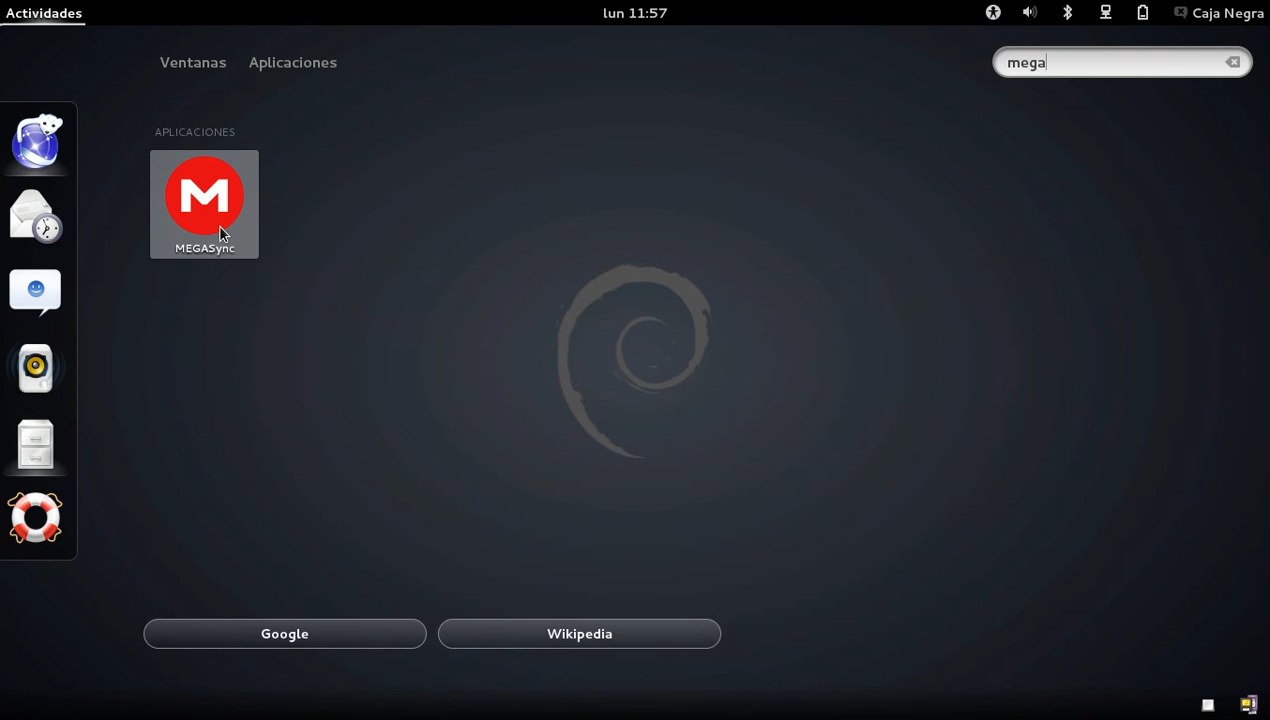 Actividades
lun 11:57
Caja Negra
Ventanas
Aplicaciones
mega
APLICACIONES
M
MEGASync
Google
Wikipedia